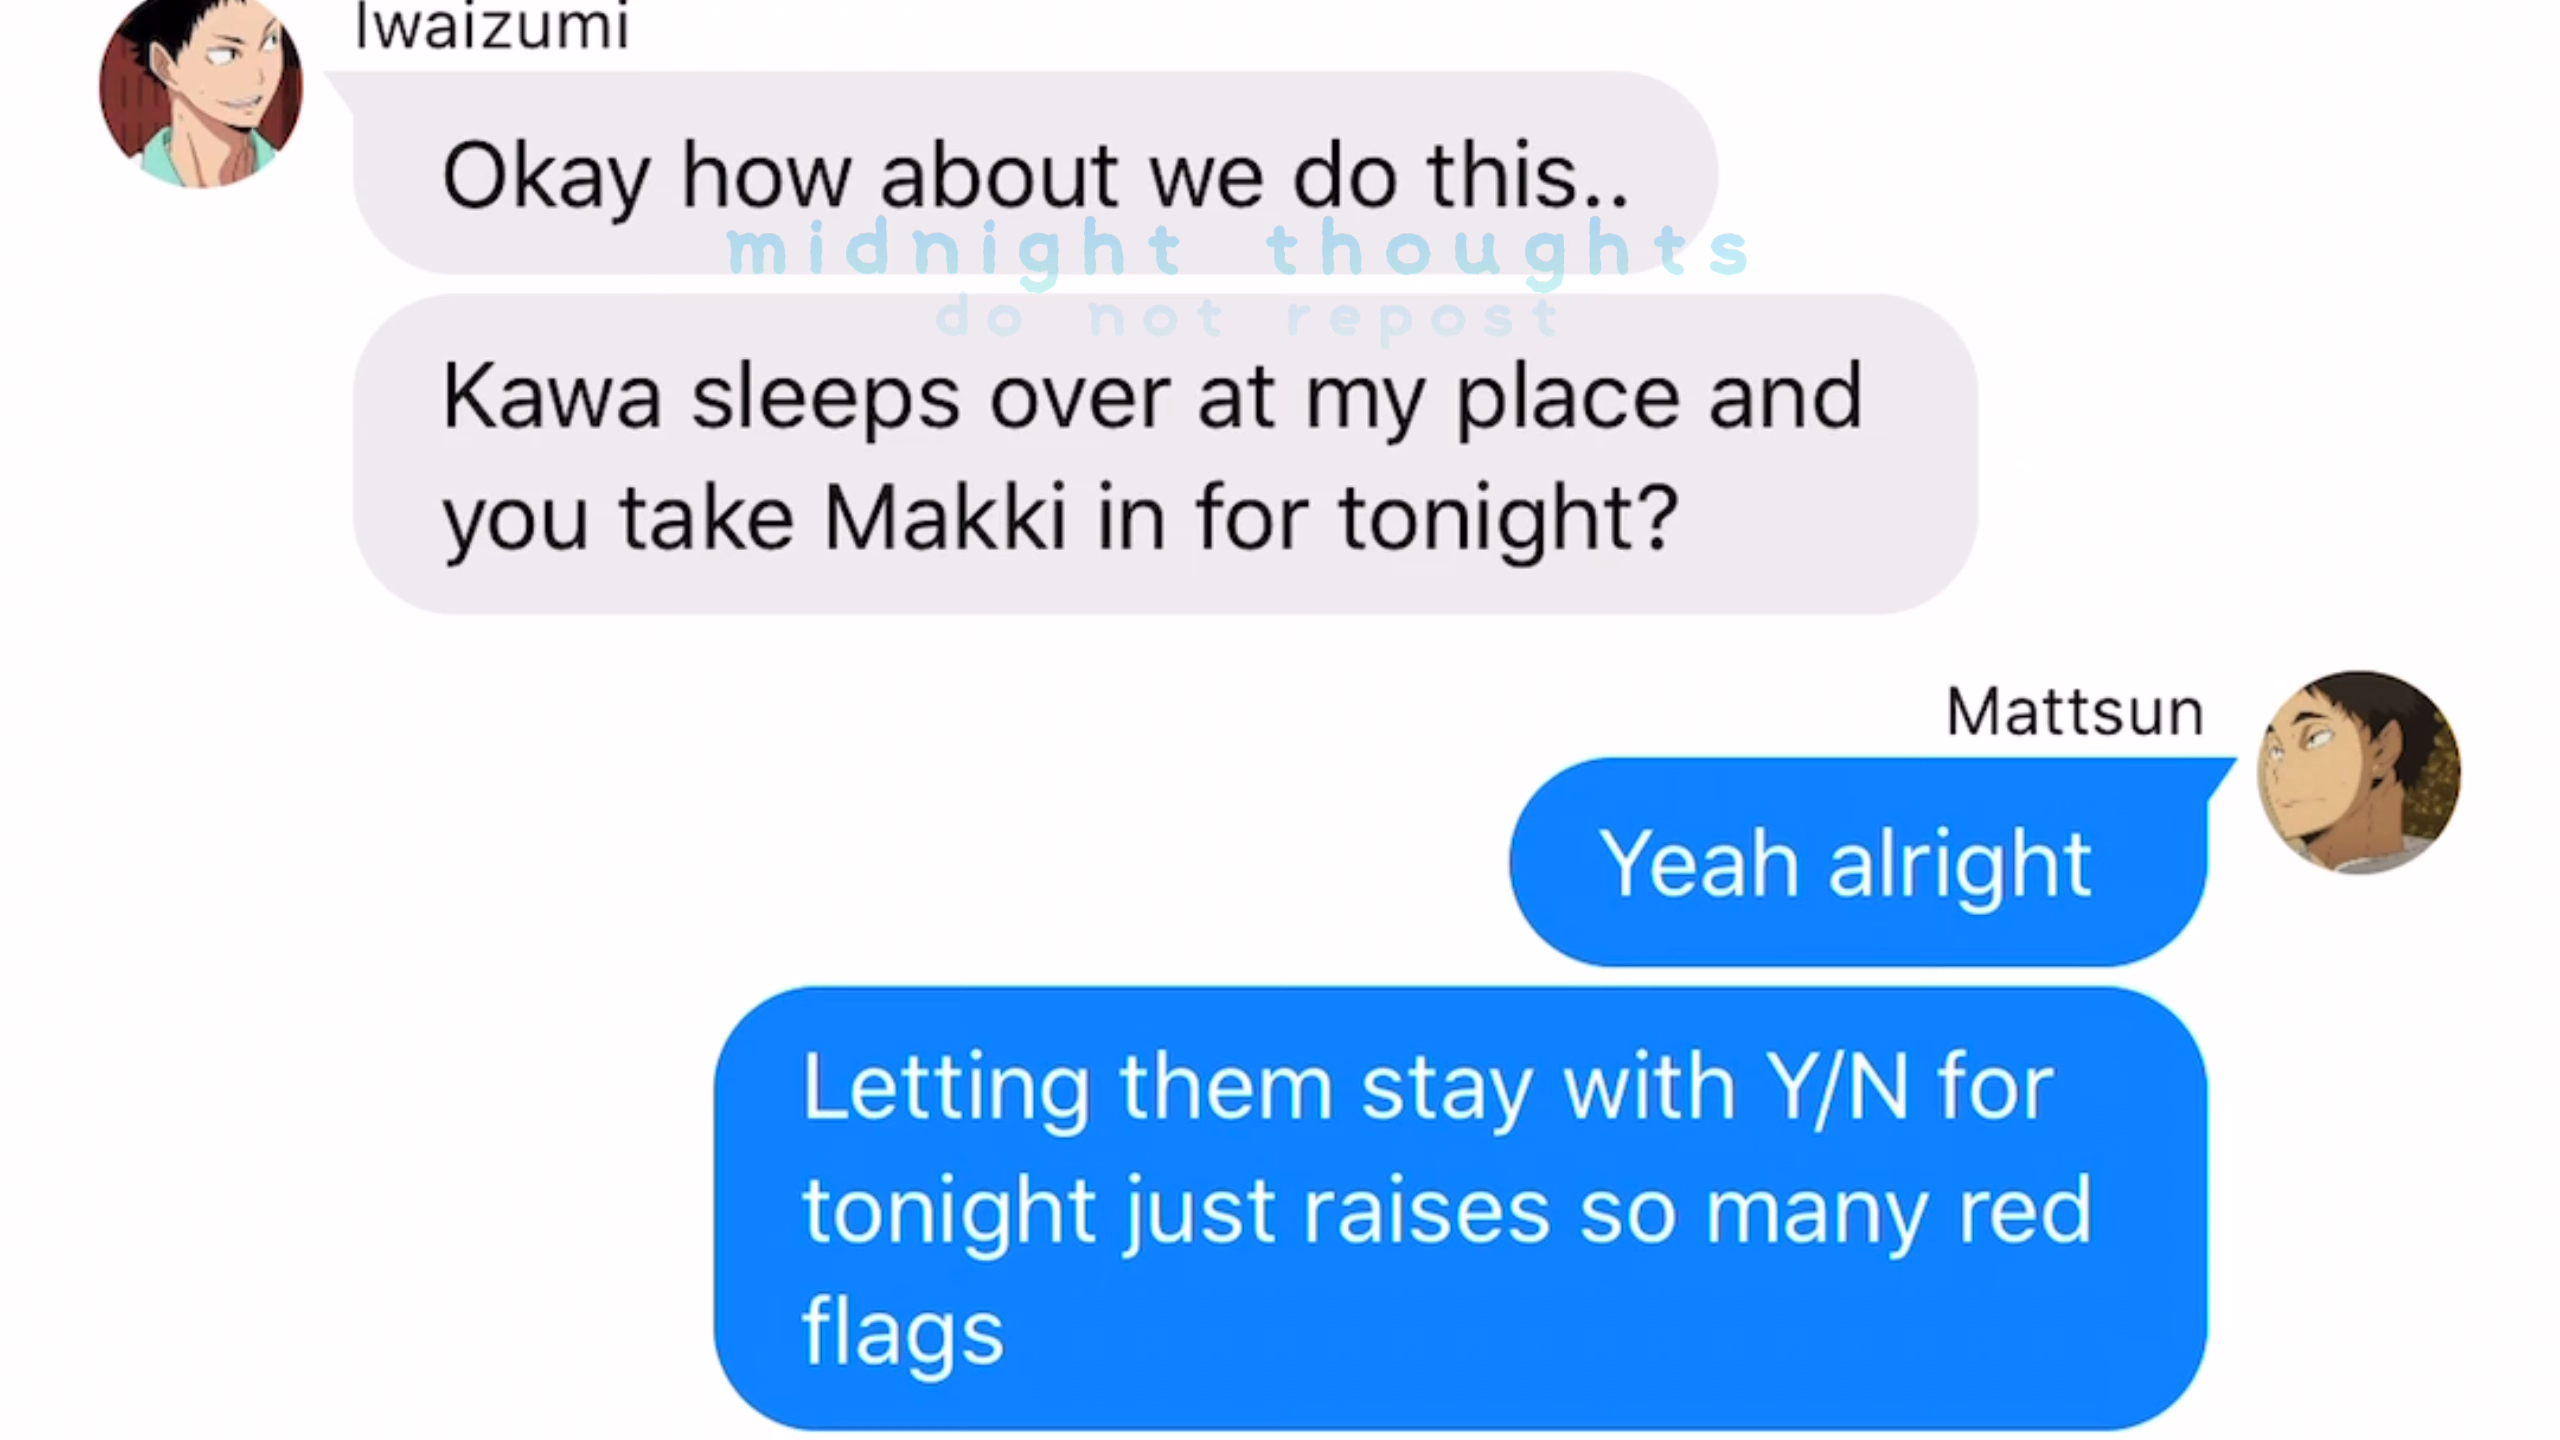 Iwaizumi
Okay how about we do this..
midnight thoughts
do not repost
Kawa sleeps over at my place and
you take Makki in for tonight?
Mattsun
Yeah alright
Letting them stay with Y/N for
tonight just raises so many red
flags